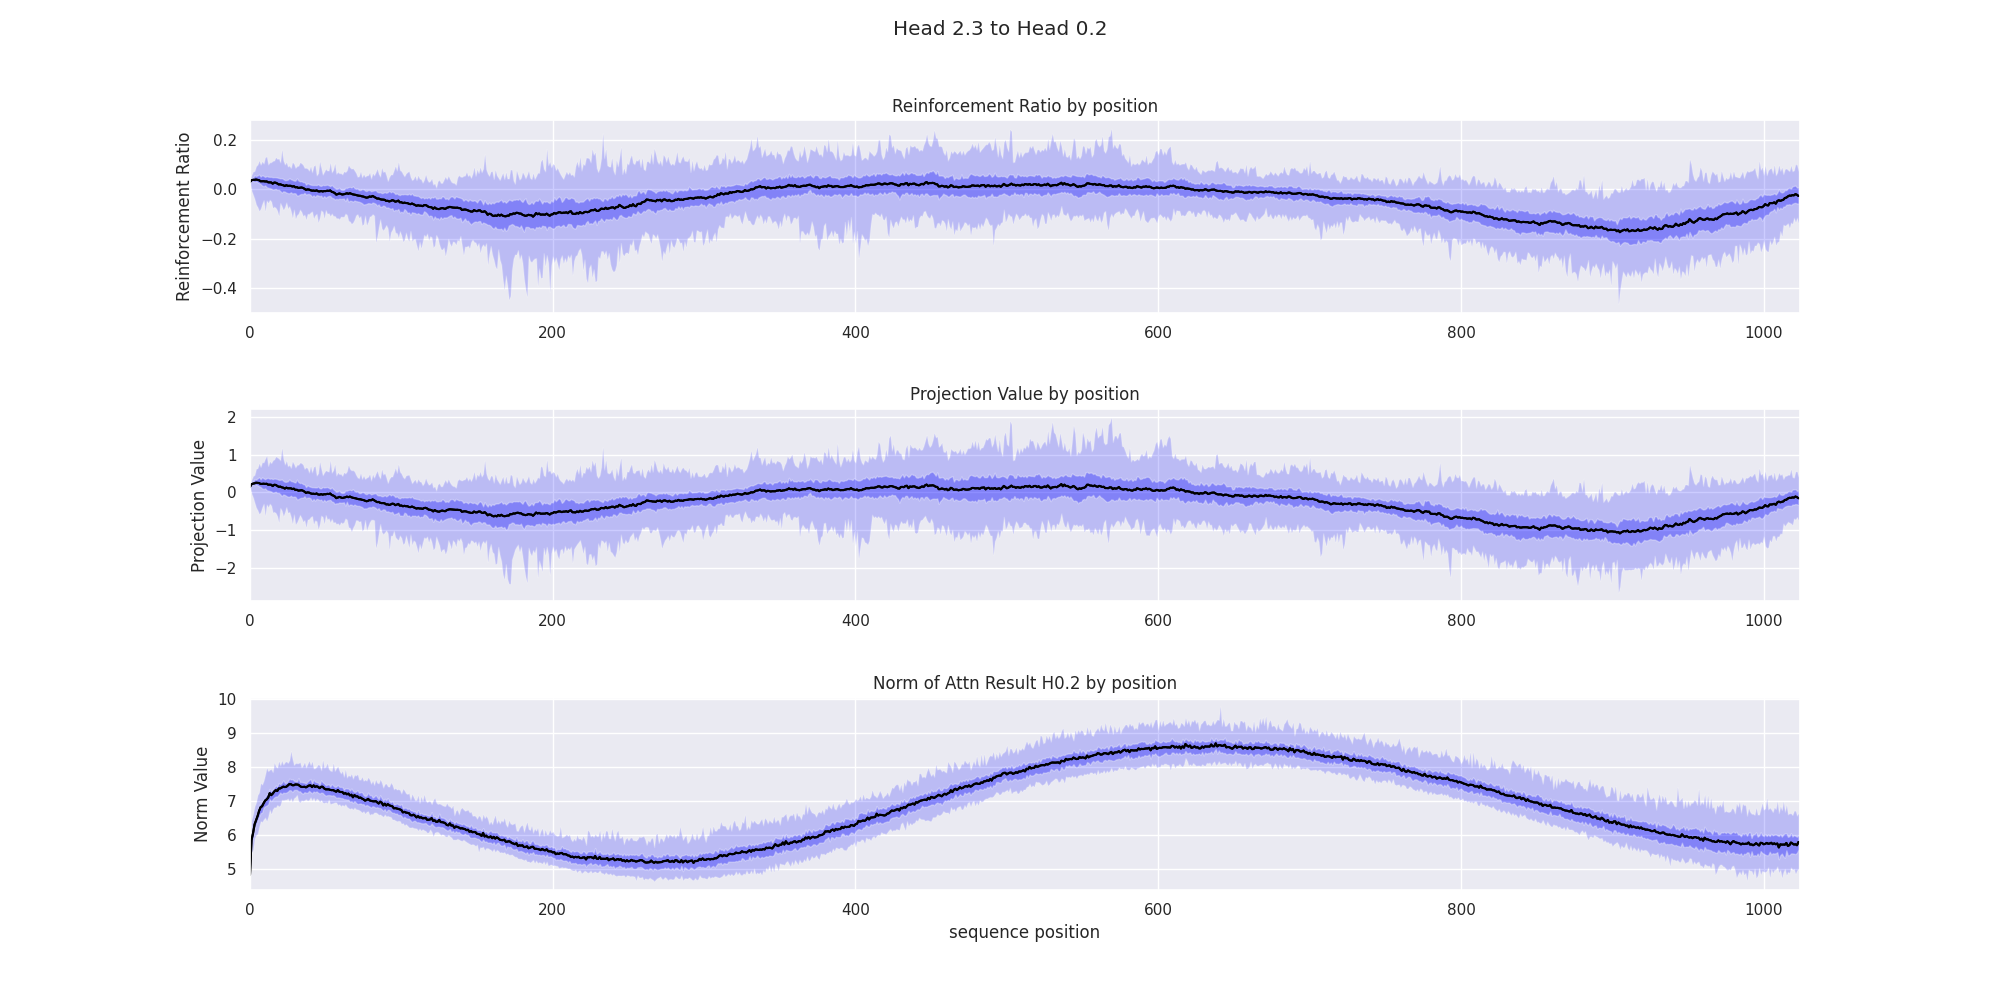 Head 2.3 to Head 0.2
Reinforcement Ratio by position
Reinforcement Ratio
0.2
0.0
−0.2
−0.4
0 200 400 600 800 1000
Projection Value by position
Projection Value
2
1
0
−1
−2
0 200 400 600 800 1000
Norm of Attn Result H0.2 by position
Norm Value
10
9
8
7
6
5
0 200 400 600 800 1000
sequence position